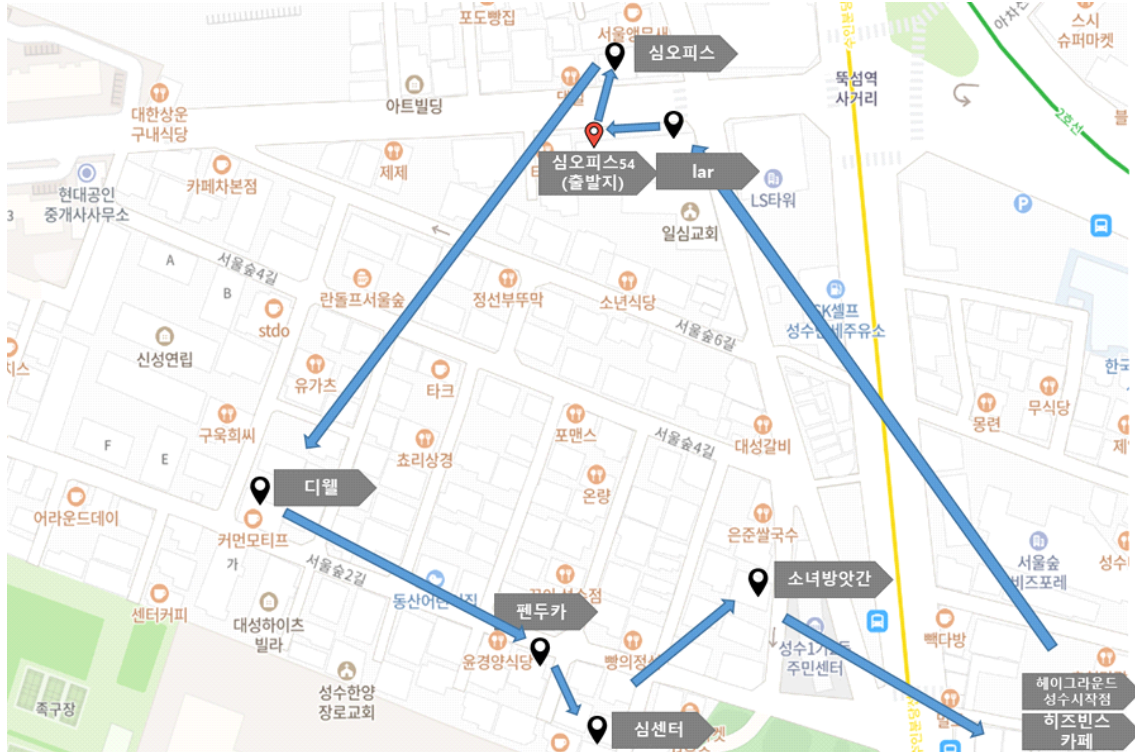 포도빵집
서울앵무새
심오피스
스시
슈퍼마켓
아차산
뚝섬역
사거리
아트빌딩
대한상운
구내식당
2호선
심오피스54
(출발지)
lar
제제
카페차본점
현대공인
중개사사무소
3
LS타워
P
일심교회
서울숲4길
A
B
란돌프서울숲
정선부뚜막
소년식당
stdo
SK셀프
서울숲6길
신성연립
유가츠
타크
무식당
몽련
구욱희씨
포맨스
대성갈비
서울숲4길
쵸리상경
F
E
온량
디웰
어라운드데이
커먼모티프
은준쌀국수
서울숲
비즈포레
가
서울숲2길
소녀방앗간
센터커피
펜두카
대성하이츠
빌라
빽다방
윤경양식당
성수1가2동
주민센터
성수한양
장로교회
족구장
헤이그라운드
성수시작점
히즈빈스
카페
심센터